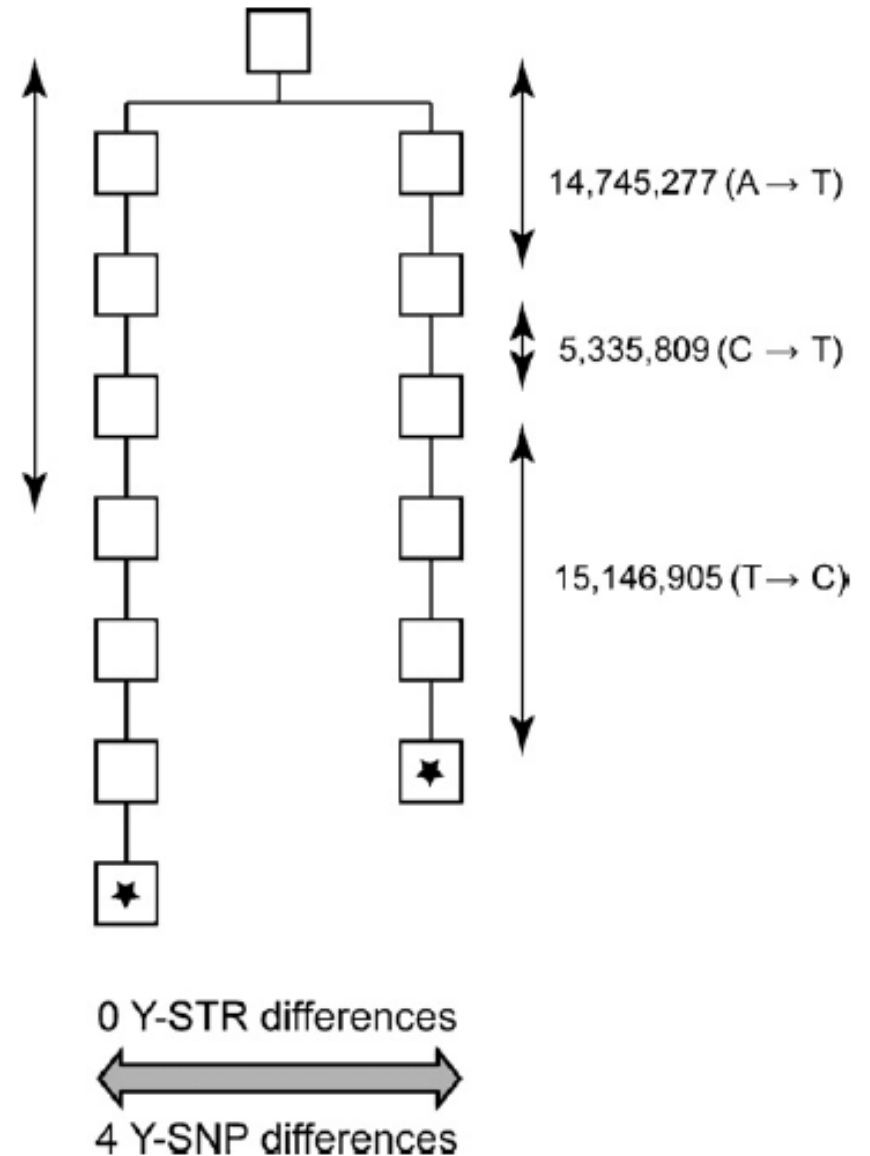 14,745,277 (A → T)
5,335,809 (C → T)
15,146,905 (T → C)
0 Y-STR differences
4 Y-SNP differences